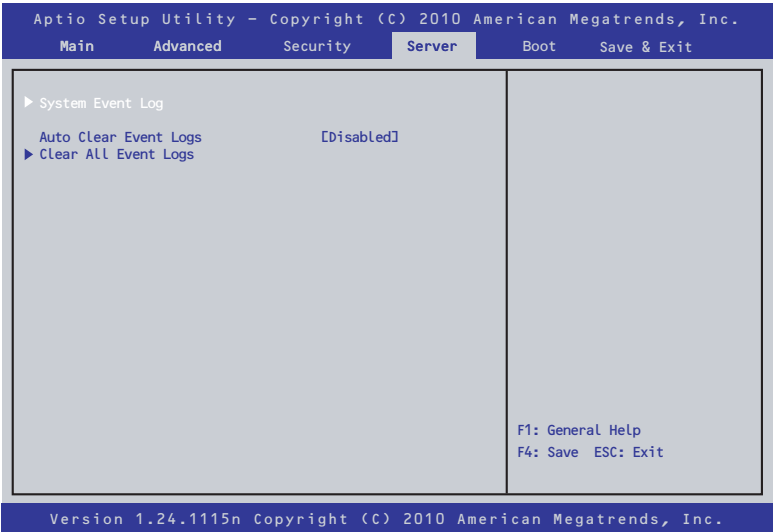 Aptio Setup Utility – Copyright (C) 2010 American Megatrends, Inc.
Main Advanced Security Server Boot Save & Exit
System Event Log
Auto Clear Event Logs [Disabled]
Clear All Event Logs
F1: General Help
F4: Save ESC: Exit
Version 1.24.1115n Copyright (C) 2010 American Megatrends, Inc.